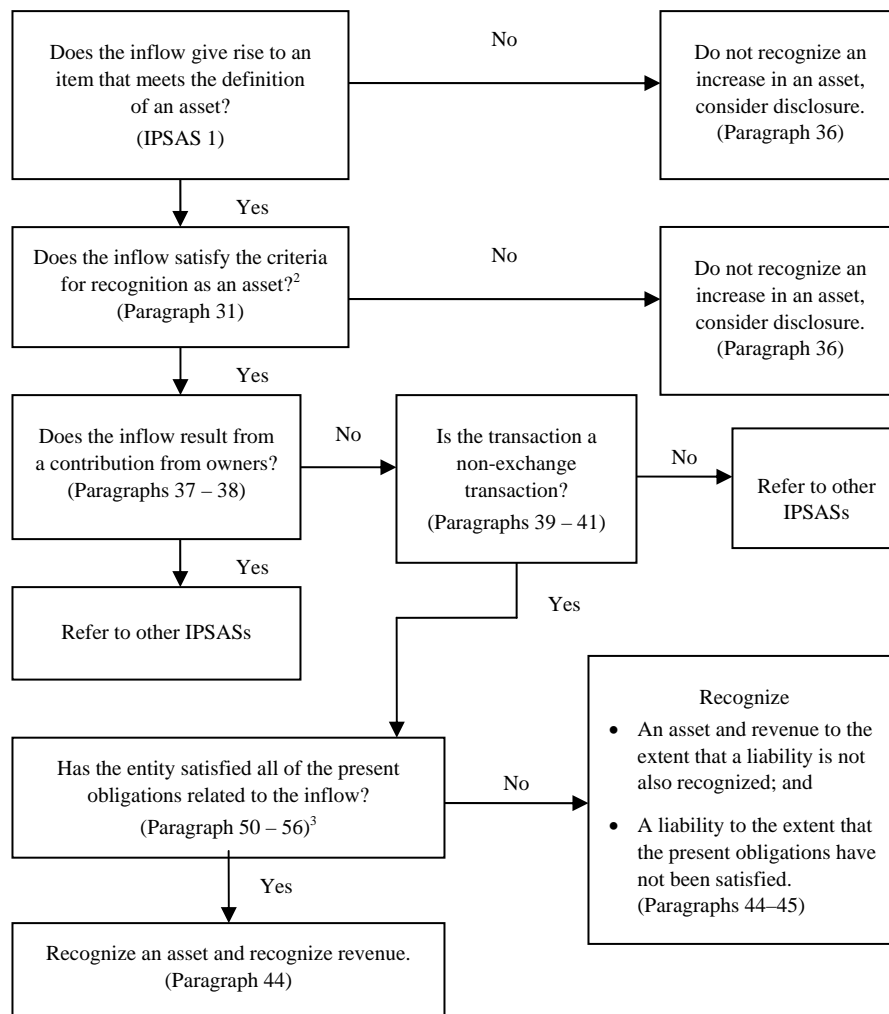 Does the inflow give rise to an
item that meets the definition
of an asset?
(IPSAS 1)
No
Do not recognize an
increase in an asset,
consider disclosure.
(Paragraph 36)
Yes
Does the inflow satisfy the criteria
for recognition as an asset?2
(Paragraph 31)
No
Do not recognize an
increase in an asset,
consider disclosure.
(Paragraph 36)
Yes
Does the inflow result from
a contribution from owners?
(Paragraphs 37 – 38)
No
Is the transaction a
non-exchange
transaction?
(Paragraphs 39 – 41)
No
Refer to other
IPSASs
Yes
Refer to other IPSASs
Yes
Has the entity satisfied all of the present
obligations related to the inflow?
(Paragraph 50 – 56)3
No
Recognize
• An asset and revenue to the
extent that a liability is not
also recognized; and
• A liability to the extent that
the present obligations have
not been satisfied.
(Paragraphs 44–45)
Yes
Recognize an asset and recognize revenue.
(Paragraph 44)